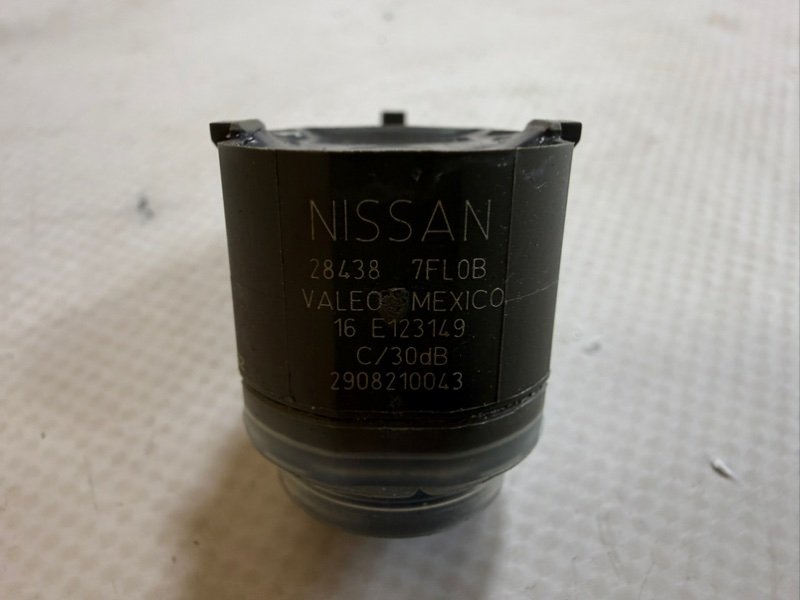 NISSAN
28438 7FL0B
VALEO MEXICO
16 E123149
C/30dB
2908210043